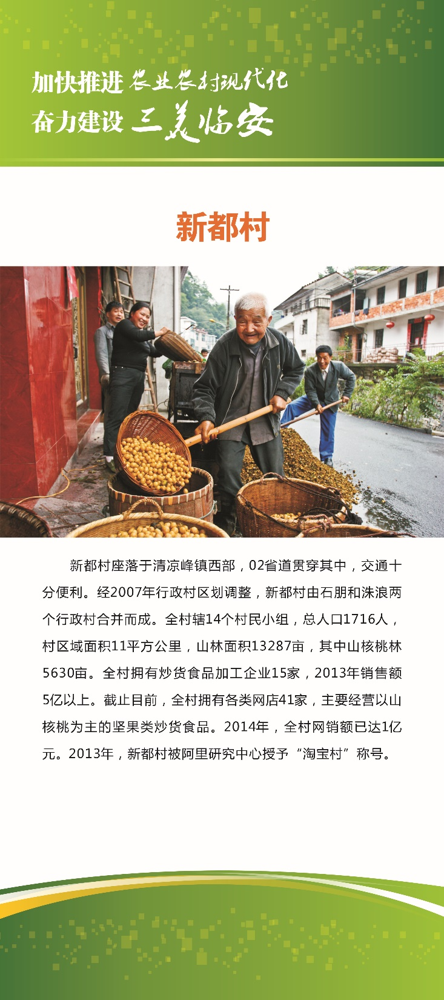 加快推进农业农村现代化
奋力建设三美临安
新都村
新都村座落于清凉峰镇西部，02省道贯穿其中，交通十
分便利。经2007年行政村区划调整，新都村由石朋和洙浪两
个行政村合并而成。全村辖14个村民小组，总人口1716人，
村区域面积11平方公里，山林面积13287亩，其中山核桃林
5630亩。全村拥有炒货食品加工企业15家，2013年销售额
5亿以上。截止目前，全村拥有各类网店41家，主要经营以山
核桃为主的坚果类炒货食品。2014年，全村网销额已达1亿
元。2013年，新都村被阿里研究中心授予“淘宝村”称号。